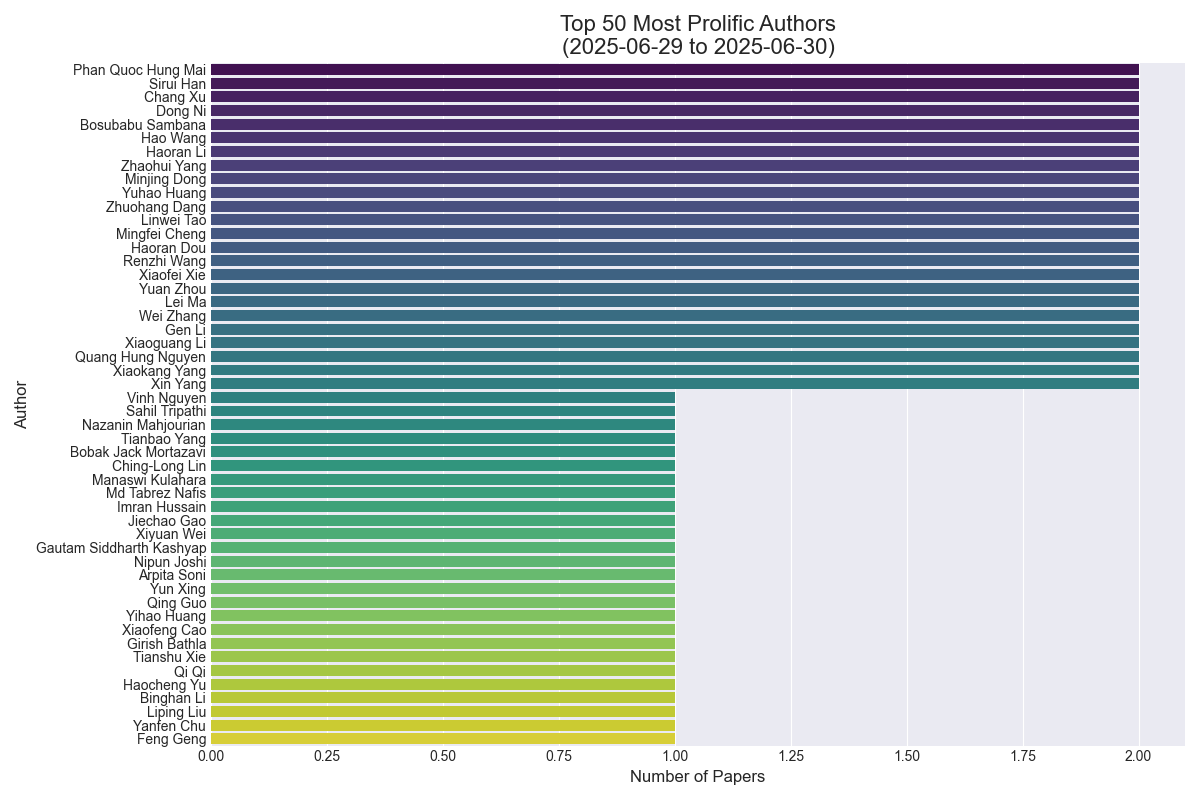 Top 50 Most Prolific Authors
(2025-06-29 to 2025-06-30)
Author
Phan Quoc Hung Mai
Sirui Han
Chang Xu
Dong Ni
Bosubabu Sambana
Hao Wang
Haoran Li
Zhaohui Yang
Minjing Dong
Yuhao Huang
Zhuohang Dang
Linwei Tao
Mingfei Cheng
Haoran Dou
Renzhi Wang
Xiaofei Xie
Yuan Zhou
Lei Ma
Wei Zhang
Gen Li
Xiaoguang Li
Quang Hung Nguyen
Xiaokang Yang
Xin Yang
Vinh Nguyen
Sahil Tripathi
Nazanin Mahjourian
Tianbao Yang
Bobak Jack Mortazavi
Ching-Long Lin
Manaswi Kulahara
Md Tabrez Nafis
Imran Hussain
Jiechao Gao
Xiyuan Wei
Gautam Siddharth Kashyap
Nipun Joshi
Arpita Soni
Yun Xing
Qing Guo
Yihao Huang
Xiaofeng Cao
Girish Bathla
Tianshu Xie
Qi Qi
Haocheng Yu
Binghan Li
Liping Liu
Yanfen Chu
Feng Geng
0.00 0.25 0.50 0.75 1.00 1.25 1.50 1.75 2.00
Number of Papers